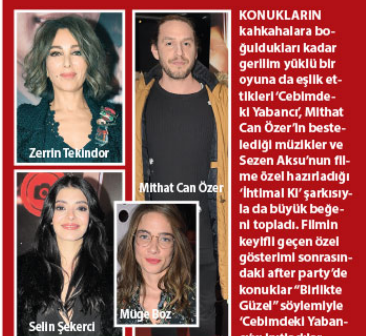 Zerrin Tekindor
Mithat Can Özer
Selin Şekerci
Müge Boz
KONUKLARIN
kahkahalara bo-
ğuldukları kadar
gerilim yüklü bir
oyuna da eşlik et-
tikleri ‘Cebimde-
ki Yabancı’, Mithat
Can Özer’in beste-
lediği müzikler ve
Sezen Aksu’nun fil-
me özel hazırladığı
‘İhtimal Ki’ şarkısıy-
la da büyük beğe-
ni topladı. Filmin
keyifli geçen özel
gösterimi sonrasın-
daki after party’de
konuklar “Birlikte
Güzel” söylemiyle
‘Cebimdeki Yaban-